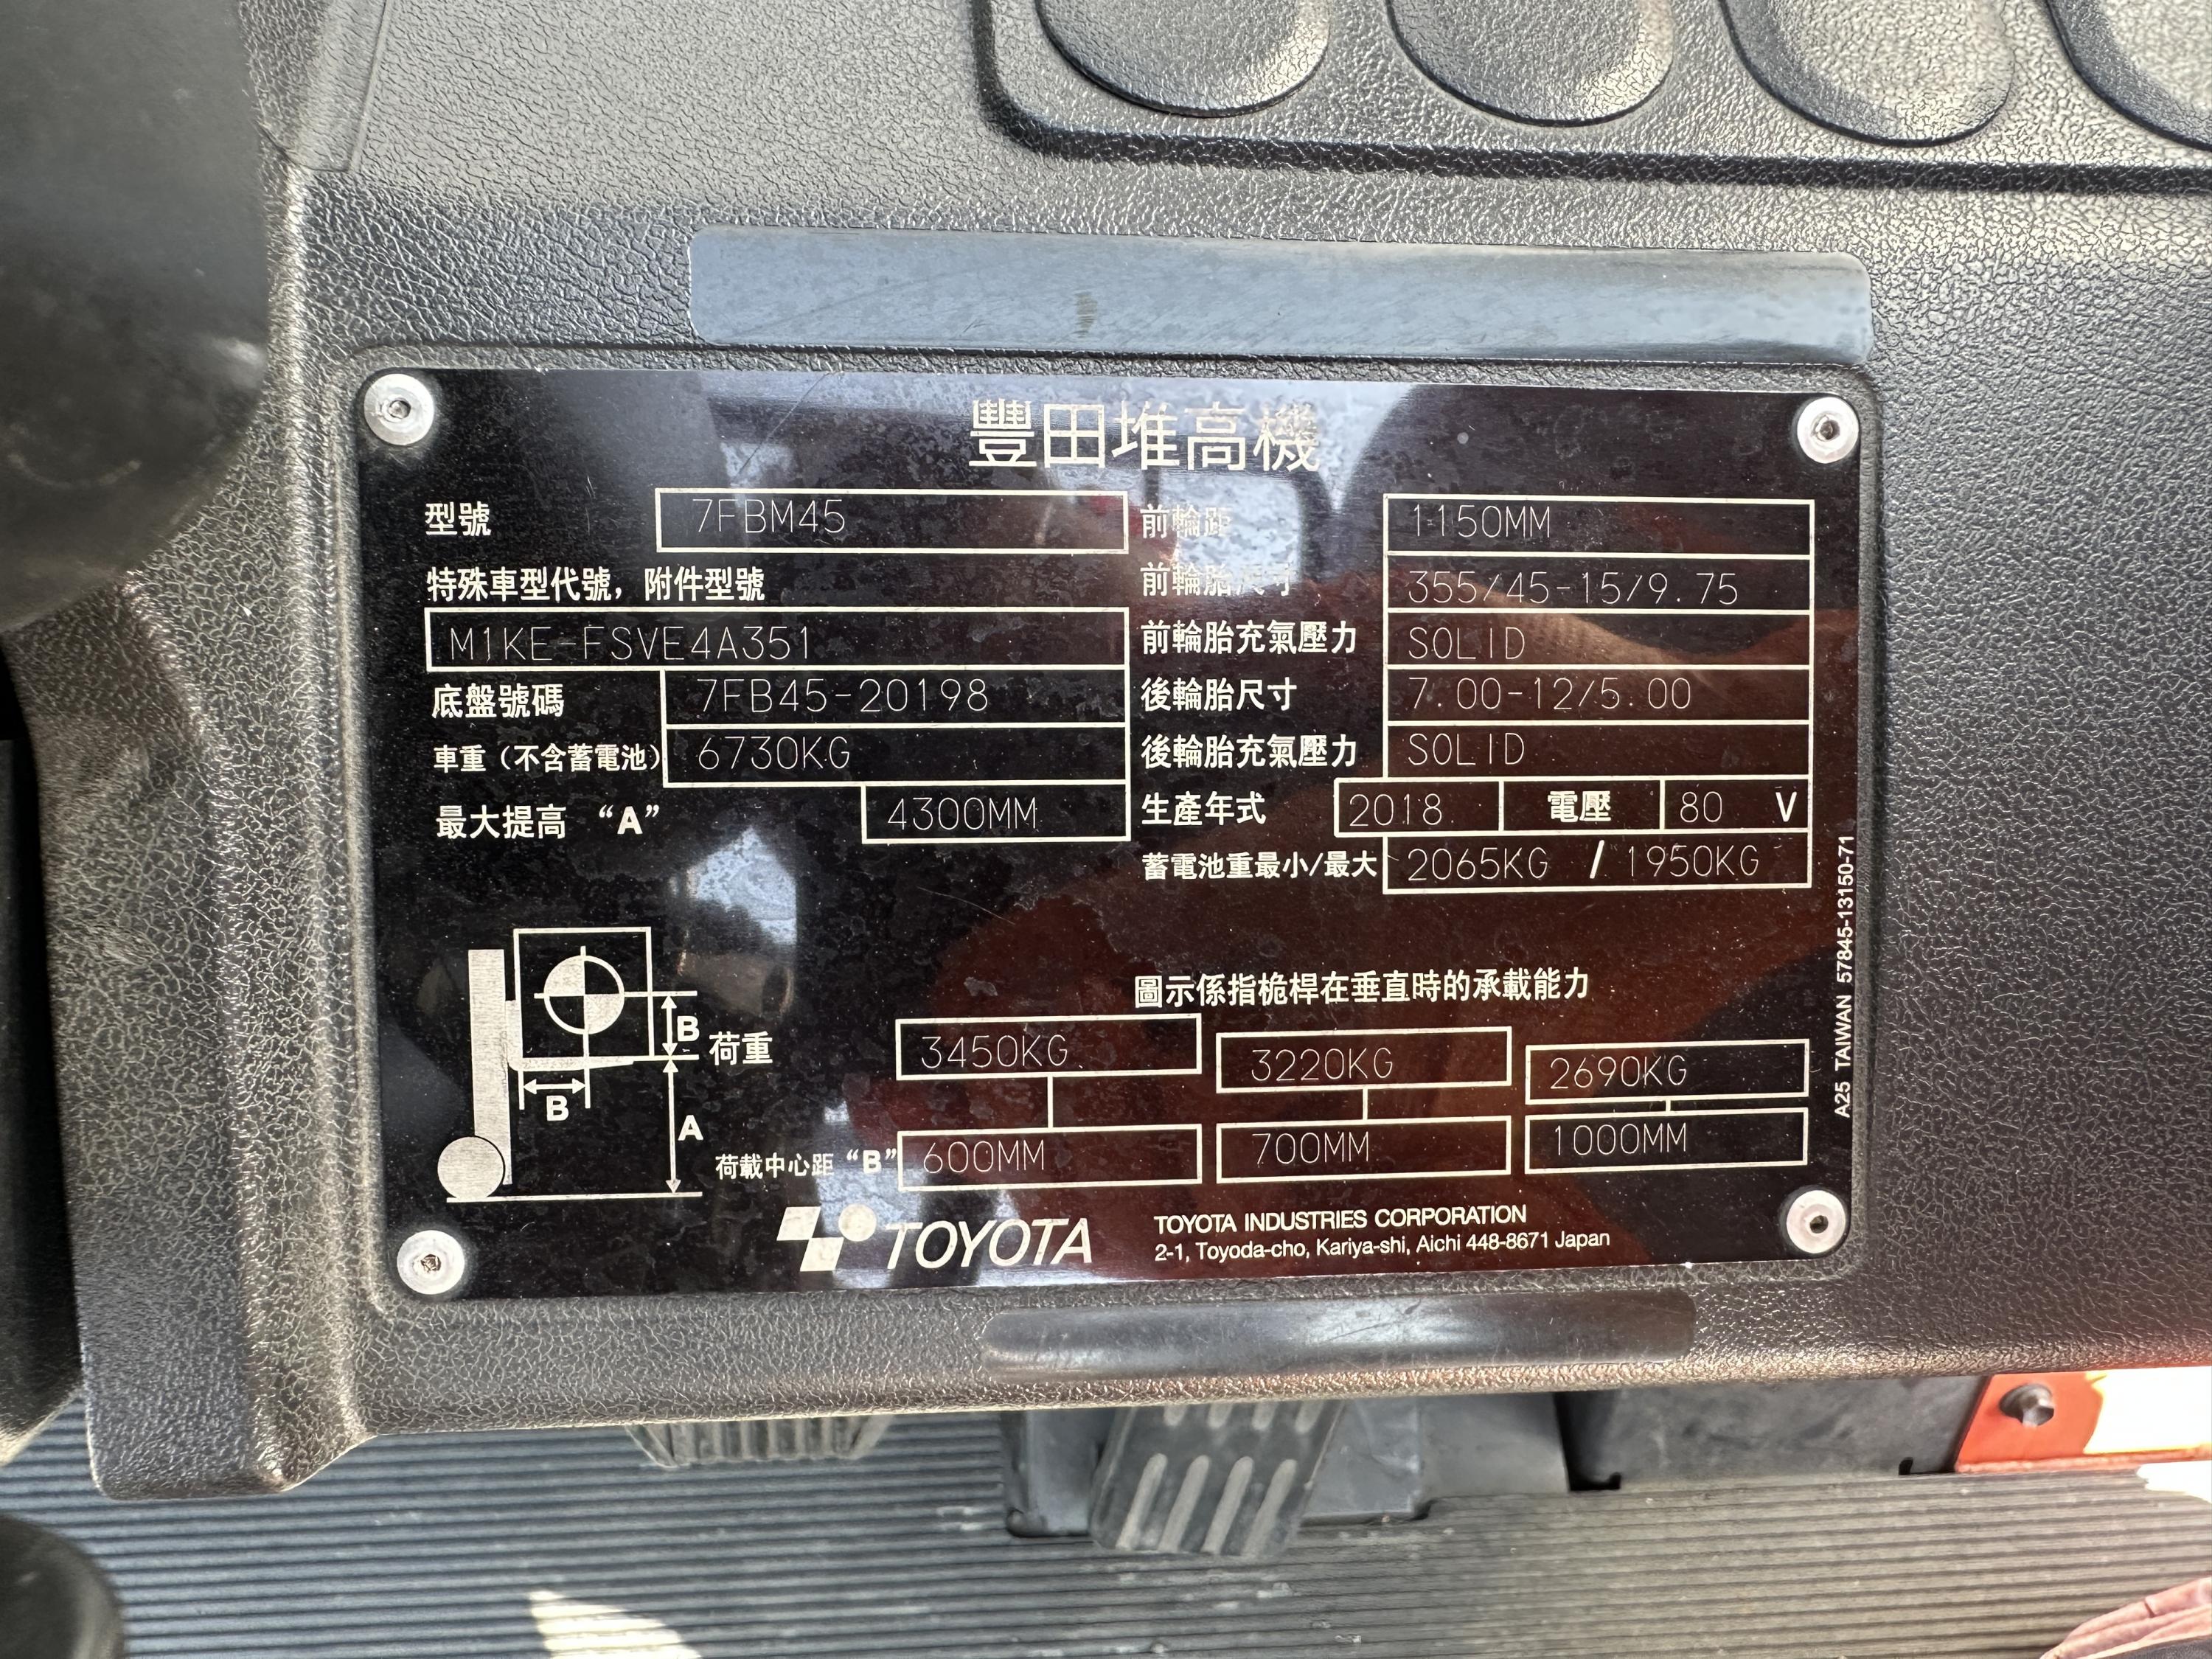 豐田堆高機
型號 7FBM45
特殊車型代號，附件型號
M1KE-FSVE4A351
底盤號碼 7FB45-20198
車重（不含蓄電池） 6730KG
最大提高 “A” 4300MM
前輪距 1150MM
前輪胎尺寸 355/45-15/9.75
前輪胎充氣壓力 SOLID
後輪胎尺寸 7.00-12/5.00
後輪胎充氣壓力 SOLID
生產年式 2018 電壓 80 V
蓄電池重最小/最大 2065KG / 1950KG
圖示係指桅桿在垂直時的承載能力
B
B
A
荷重 3450KG 3220KG 2690KG
荷載中心距 “B” 600MM 700MM 1000MM
TOYOTA
TOYOTA INDUSTRIES CORPORATION
2-1, Toyoda-cho, Kariya-shi, Aichi 448-8671 Japan
A25 TAIWAN 57845-13150-71